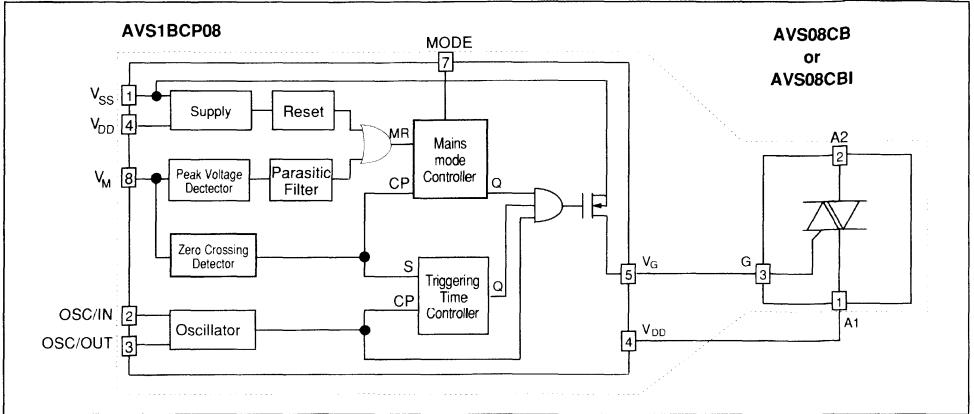 AVS1BCP08
AVS08CB
or
AVS08CBI
MODE
7
VSS
1
VDD
4
VM
8
Supply
Reset
MR
Mains
mode
Controller
Peak Voltage
Dectector
Parasitic
Filter
CP
Q
Zero Crossing
Detector
S
CP
Triggering
Time
Controller
Q
OSC/IN
2
OSC/OUT
3
Oscillator
5
VG
4
VDD
A2
2
G
3
1
A1